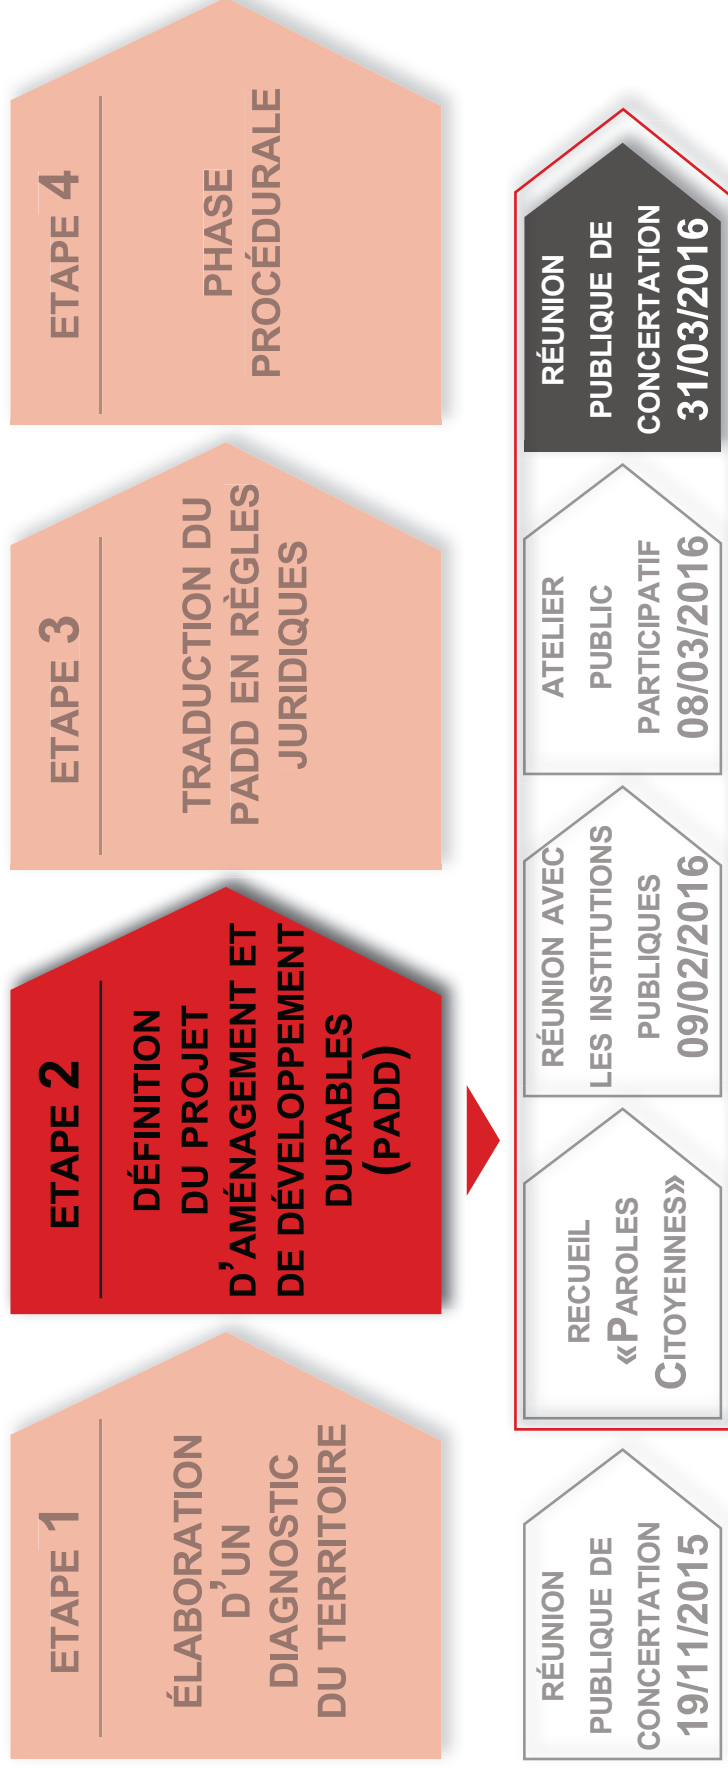 ETAPE 1
ÉLABORATION
D'UN
DIAGNOSTIC
DU TERRITOIRE
ETAPE 2
DÉFINITION
DU PROJET
D'AMÉNAGEMENT ET
DE DÉVELOPPEMENT
DURABLES
(PADD)
ETAPE 3
TRADUCTION DU
PADD EN RÈGLES
JURIDIQUES
ETAPE 4
PHASE
PROCÉDURALE
RÉUNION
PUBLIQUE DE
CONCERTATION
19/11/2015
RECUEIL
«PAROLES
CITOYENNES»
RÉUNION AVEC
LES INSTITUTIONS
PUBLIQUES
09/02/2016
ATELIER
PUBLIC
PARTICIPATIF
08/03/2016
RÉUNION
PUBLIQUE DE
CONCERTATION
31/03/2016